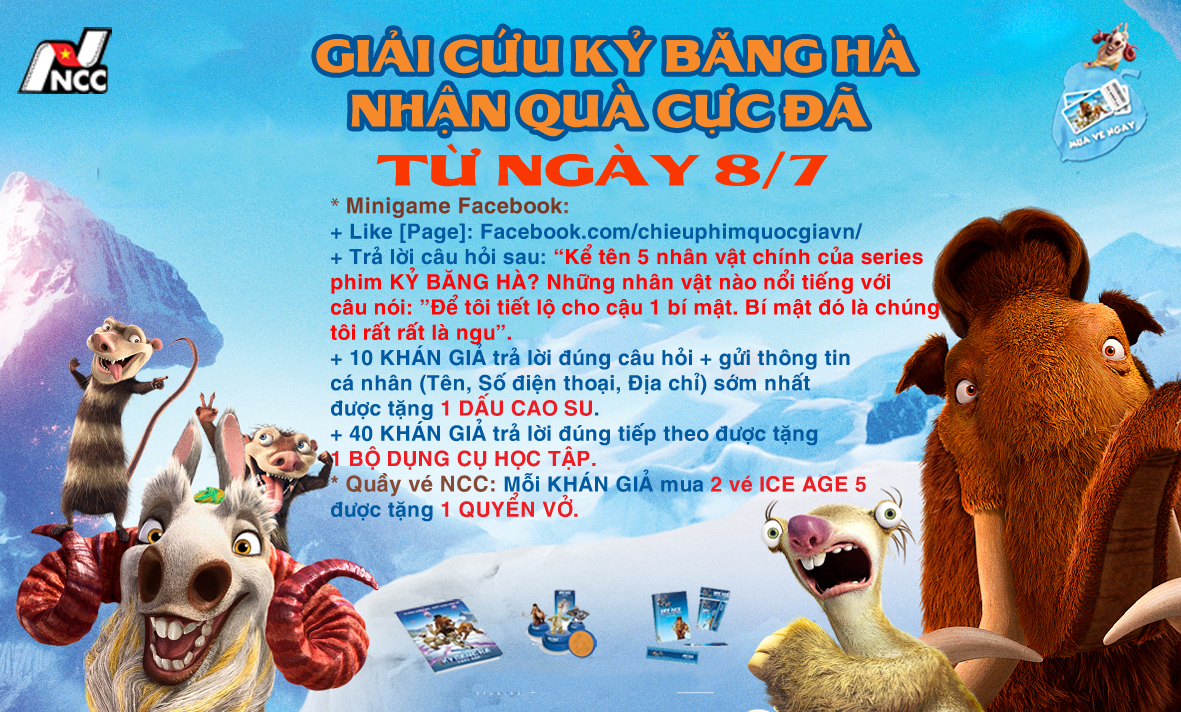 NCC
GIẢI CỨU KỶ BĂNG HÀ
NHẬN QUÀ CỰC ĐÃ
MUA VÉ NGAY
TỪ NGÀY 8/7
* Minigame Facebook:
+ Like [Page]: Facebook.com/chieuphimquocgiavn/
+ Trả lời câu hỏi sau: “Kể tên 5 nhân vật chính của series
phim KỶ BĂNG HÀ? Những nhân vật nào nổi tiếng với
câu nói: ”Để tôi tiết lộ cho cậu 1 bí mật. Bí mật đó là chúng
tôi rất rất là ngu”.
+ 10 KHÁN GIẢ trả lời đúng câu hỏi + gửi thông tin
cá nhân (Tên, Số điện thoại, Địa chỉ) sớm nhất
được tặng 1 DẤU CAO SU.
+ 40 KHÁN GIẢ trả lời đúng tiếp theo được tặng
1 BỘ DỤNG CỤ HỌC TẬP.
* Quầy vé NCC: Mỗi KHÁN GIẢ mua 2 vé ICE AGE 5
được tặng 1 QUYỂN VỞ.